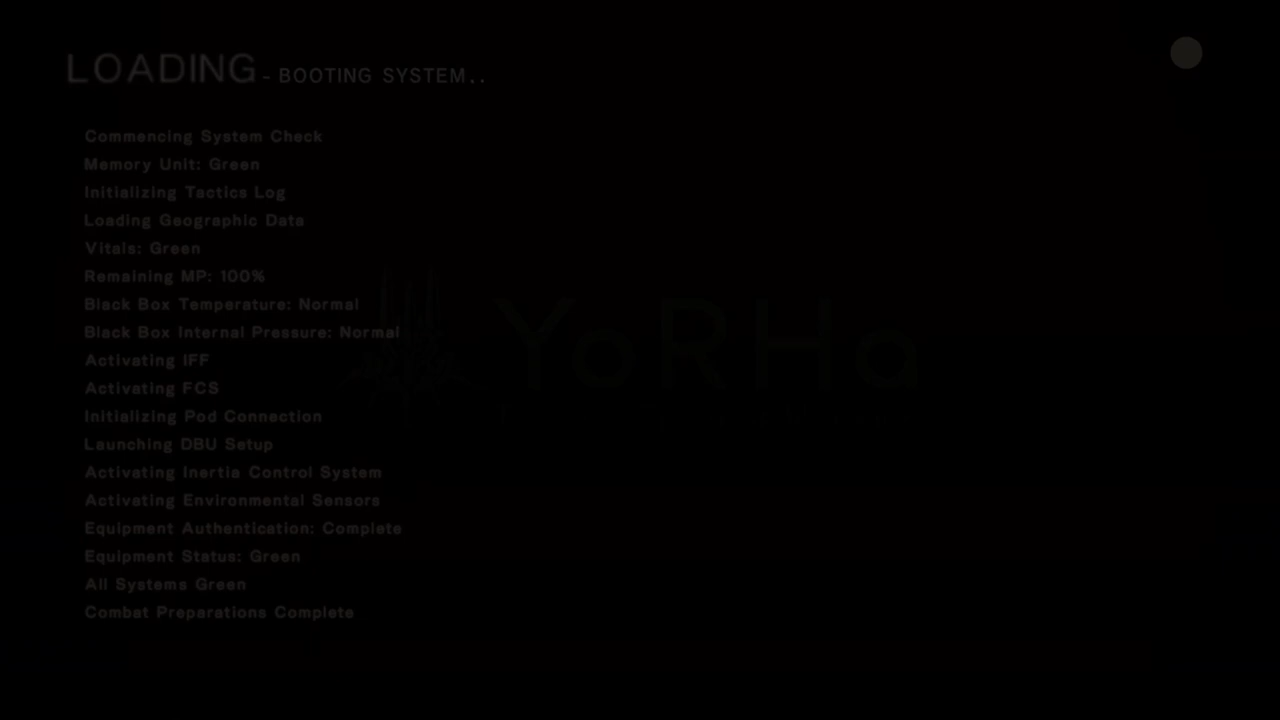 LOADING - BOOTING SYSTEM..
Commencing System Check
Memory Unit: Green
Initializing Tactics Log
Loading Geographic Data
Vitals: Green
Remaining MP: 100%
Black Box Temperature: Normal
Black Box Internal Pressure: Normal
Activating IFF
Activating FCS
Initializing Pod Connection
Launching DBU Setup
Activating Inertia Control System
Activating Environmental Sensors
Equipment Authentication: Complete
Equipment Status: Green
All Systems Green
Combat Preparations Complete
YoRHa